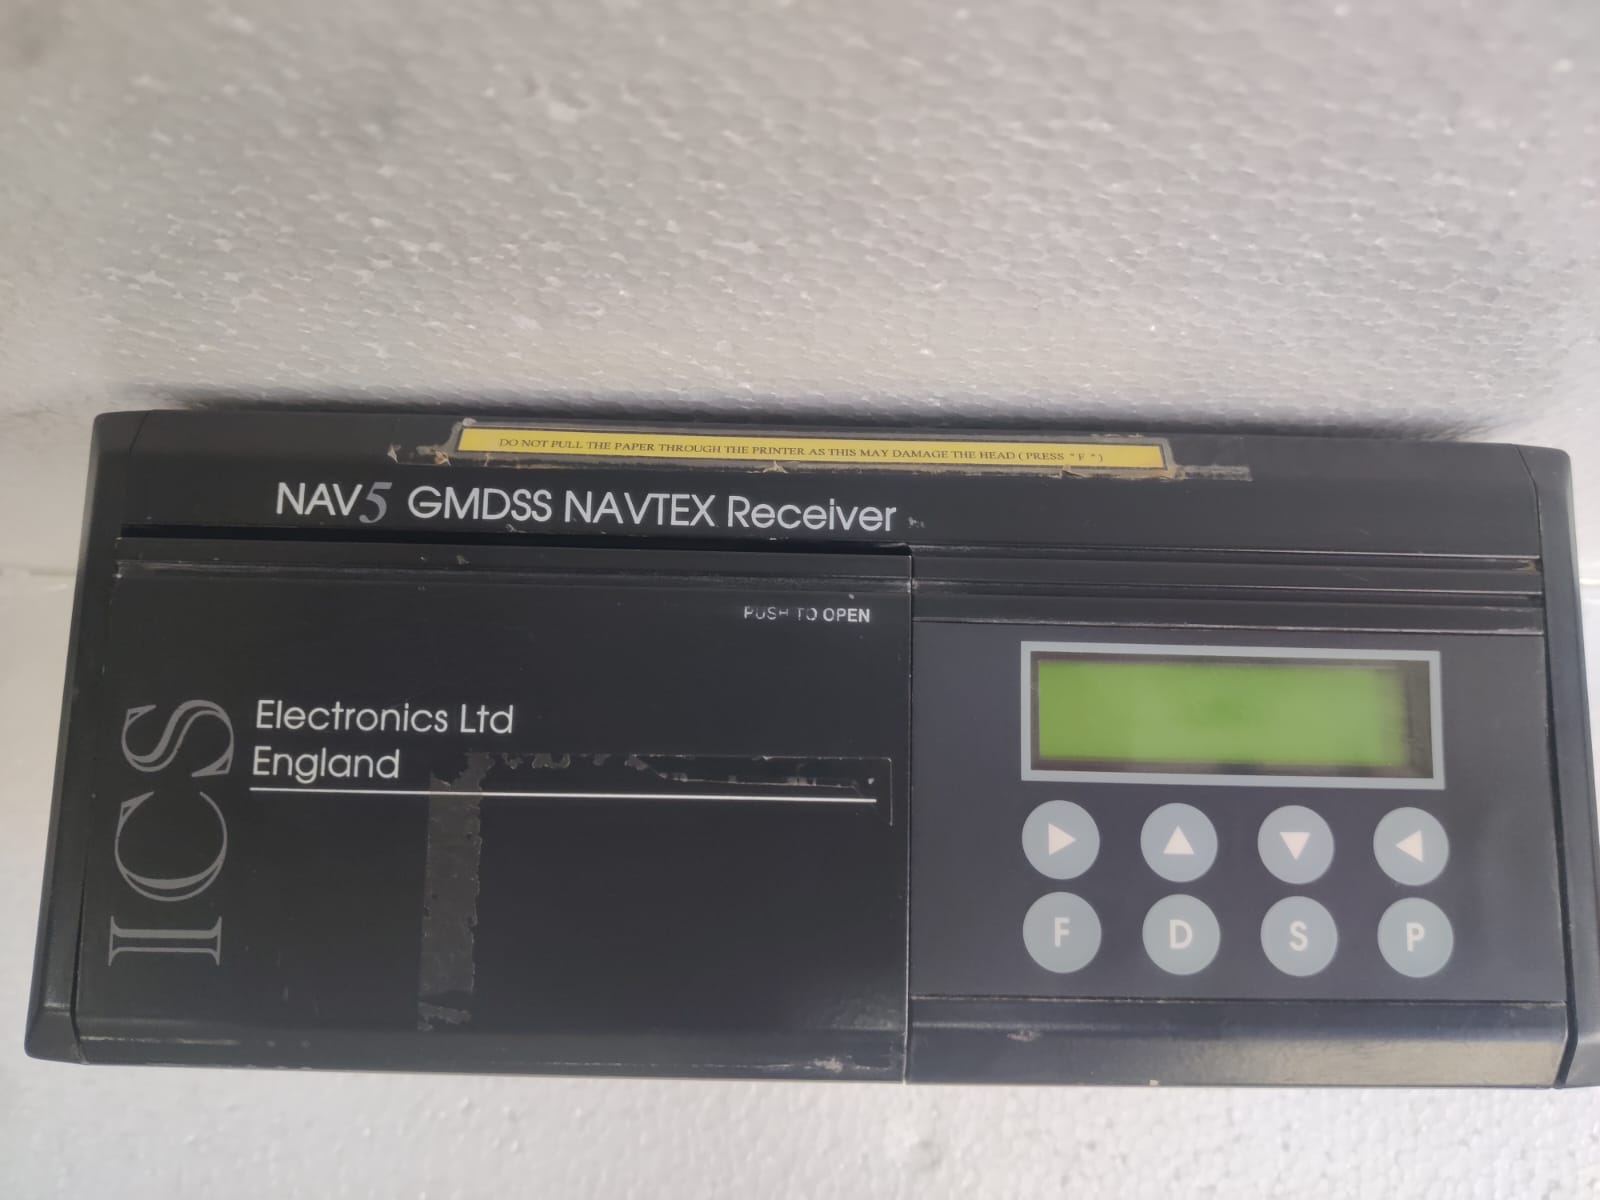 DO NOT PULL THE PAPER THROUGH THE PRINTER AS THIS MAY DAMAGE THE HEAD ( PRESS " F " )
NAV5 GMDSS NAVTEX Receiver
PUSH TO OPEN
ICS
Electronics Ltd
England
F D S P